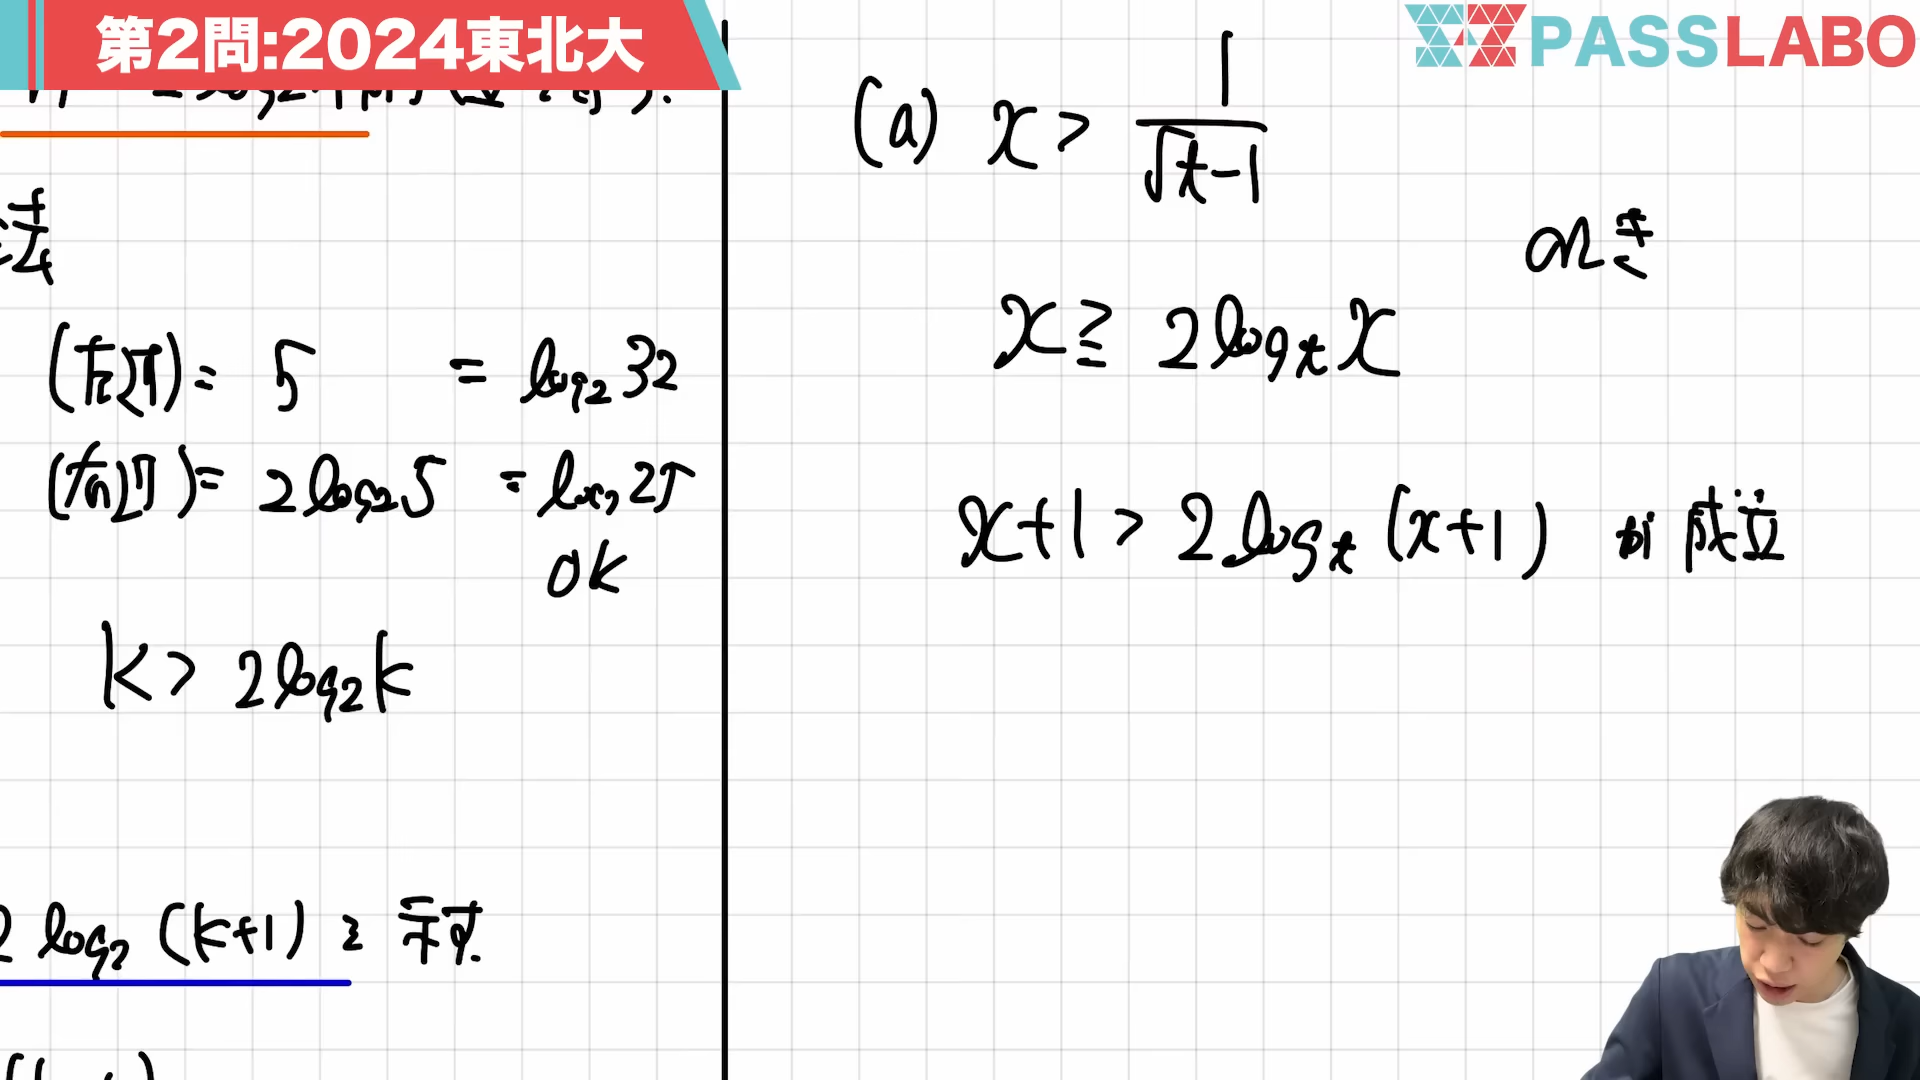 第2問:2024東北大
PASSLABO
法
(左辺) = 5 = log₂32
(右辺) = 2log₂5 = log₂25
OK
k > 2log₂k
log₂(k+1) を示す.
(a) x > 1/(√t-1)
のとき
x ≧ 2logₜx
x+1 > 2logₜ(x+1) が成立